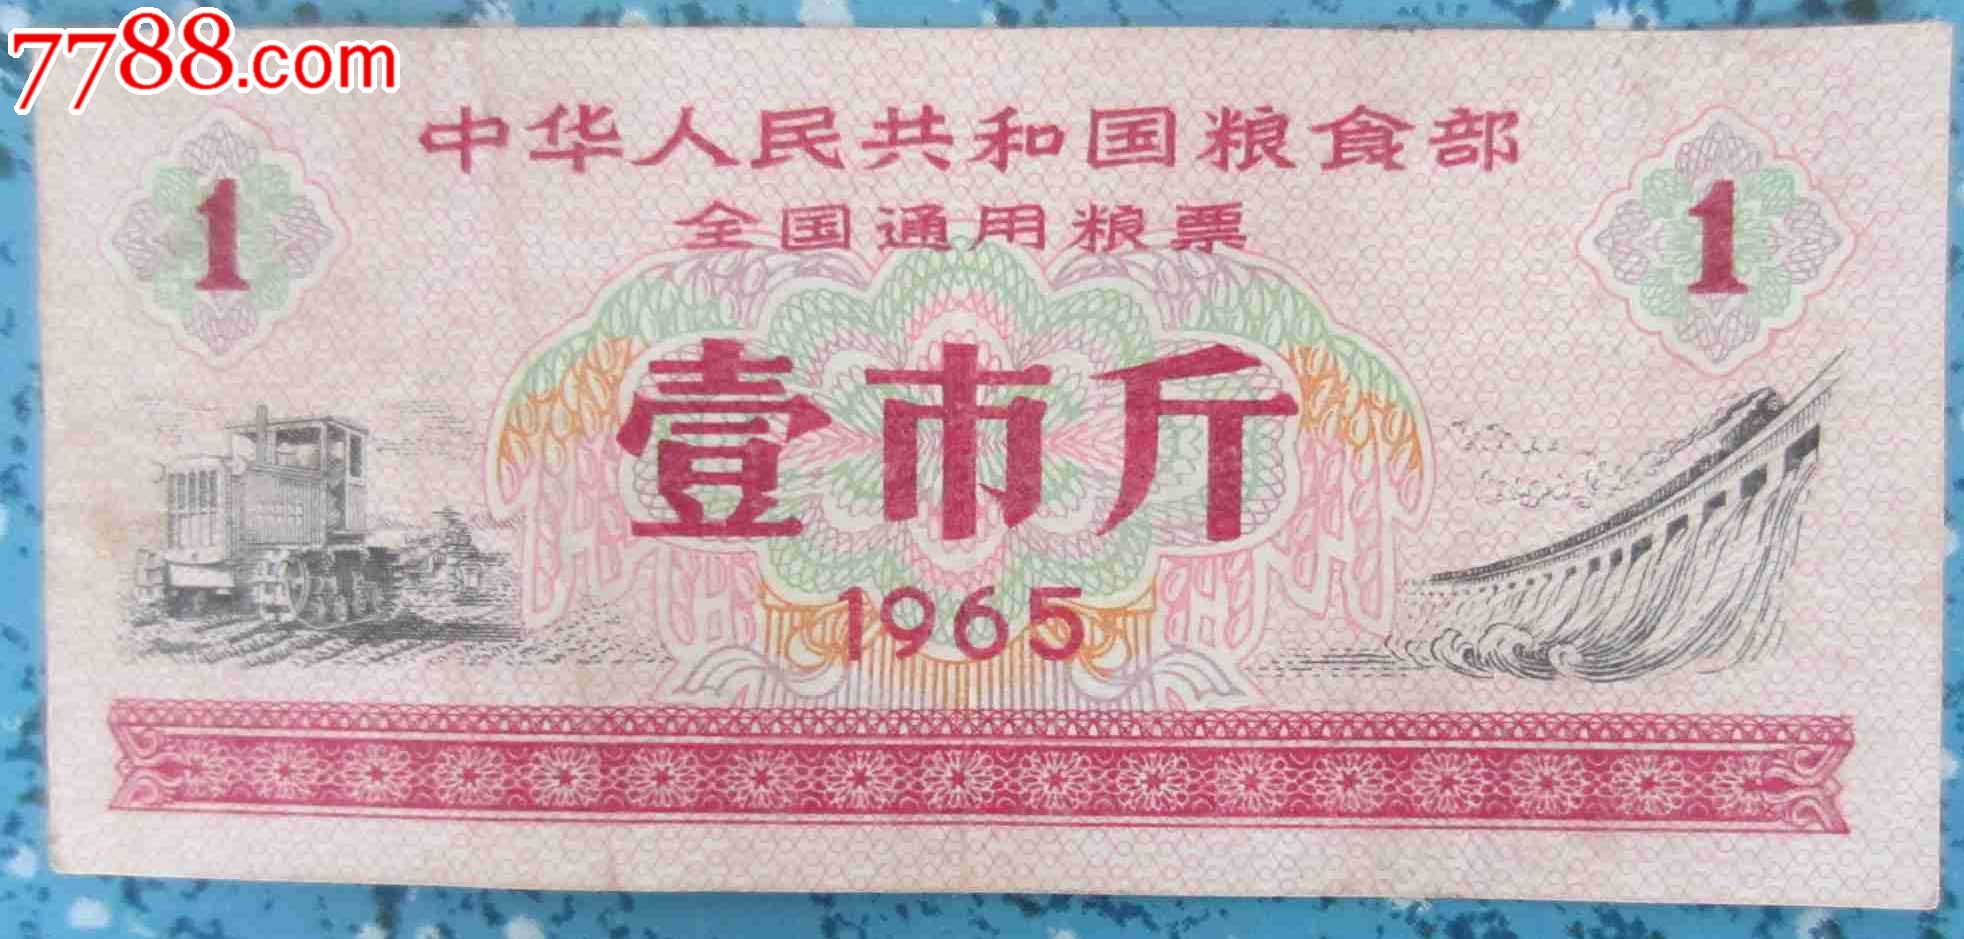 7788.com
中华人民共和国粮食部
全国通用粮票
1
1
壹市斤
1965